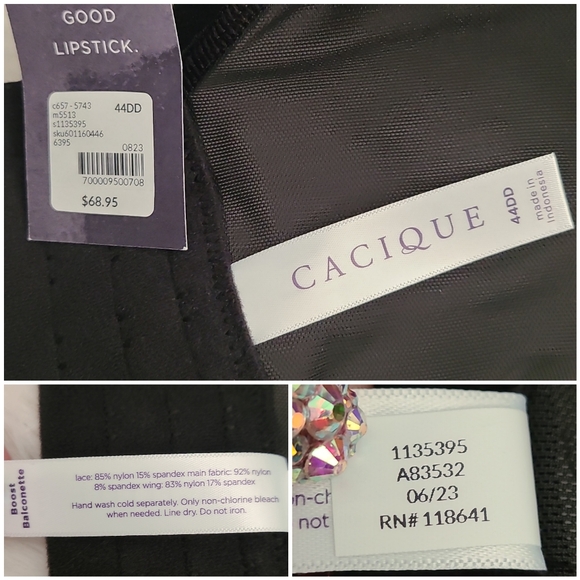 GOOD
LIPSTICK.
c657-5743 44DD
m5513
s1135395
sku601160446
6395
0823
700009500708
$68.95
CACIQUE
44DD
made in
Indonesia
Boost
Balconette
lace: 85% nylon 15% spandex main fabric: 92% nylon
8% spandex wing: 83% nylon 17% spandex
Hand wash cold separately. Only non-chlorine bleach
when needed. Line dry. Do not iron.
on-ch
not
1135395
A83532
06/23
RN# 118641